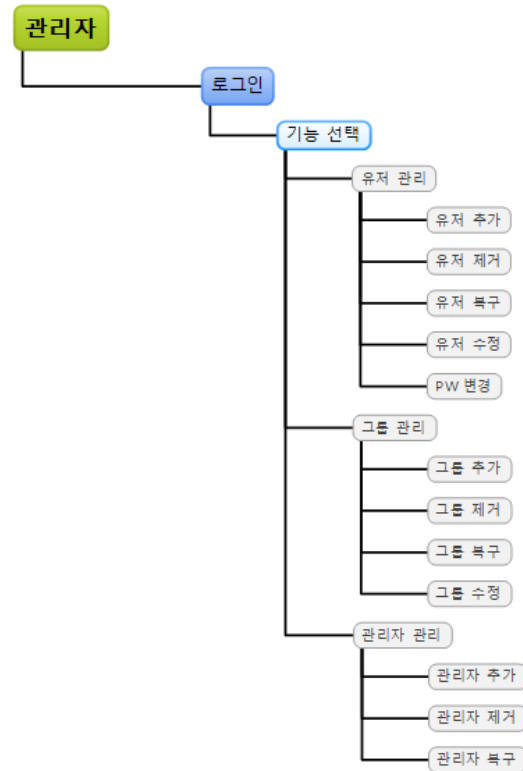 관리자
로그인
기능 선택
유저 관리
유저 추가
유저 제거
유저 복구
유저 수정
PW 변경
그룹 관리
그룹 추가
그룹 제거
그룹 복구
그룹 수정
관리자 관리
관리자 추가
관리자 제거
관리자 복구